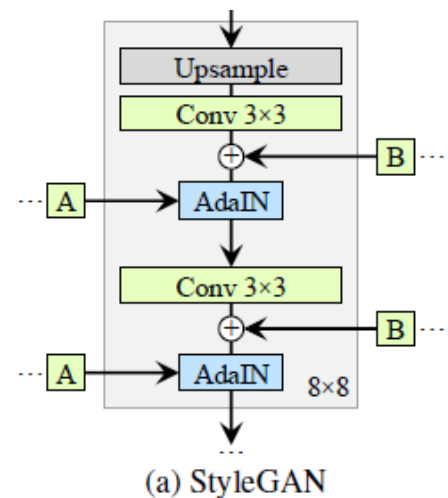 Upsample
Conv 3×3
+
B ...
... A
AdaIN
Conv 3×3
+
B ...
... A
AdaIN
8×8
...
(a) StyleGAN